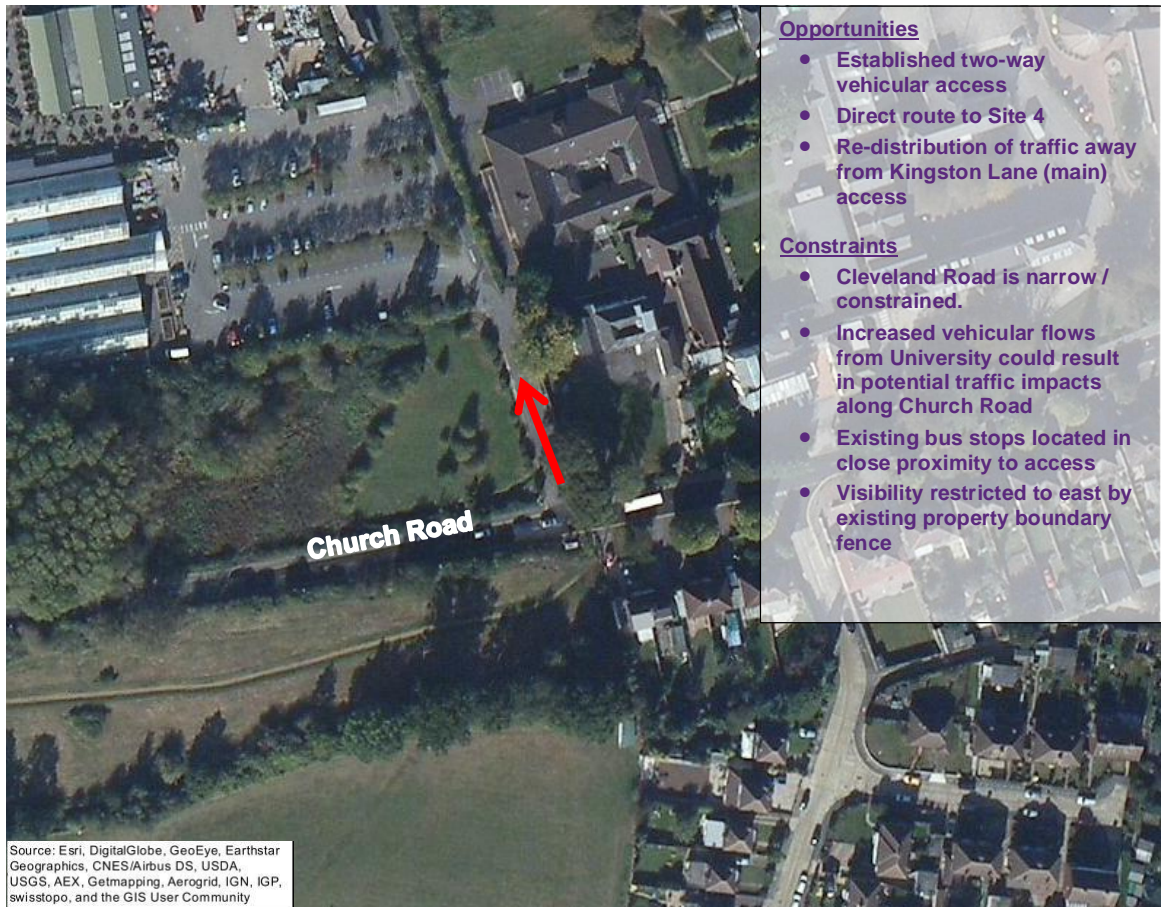 Opportunities
• Established two-way
vehicular access
• Direct route to Site 4
• Re-distribution of traffic away
from Kingston Lane (main)
access
Constraints
• Cleveland Road is narrow /
constrained.
• Increased vehicular flows
from University could result
in potential traffic impacts
along Church Road
• Existing bus stops located in
close proximity to access
• Visibility restricted to east by
existing property boundary
fence
Church Road
Source: Esri, DigitalGlobe, GeoEye, Earthstar
Geographics, CNES/Airbus DS, USDA,
USGS, AEX, Getmapping, Aerogrid, IGN, IGP,
swisstopo, and the GIS User Community